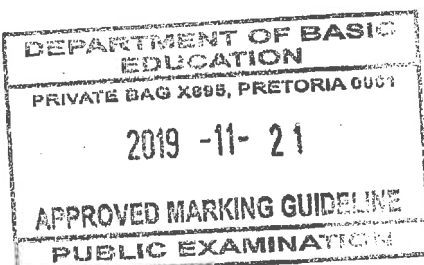 DEPARTMENT OF BASIC
EDUCATION
PRIVATE BAG X895, PRETORIA 0001
2019 -11- 21
APPROVED MARKING GUIDELINE
PUBLIC EXAMINATION